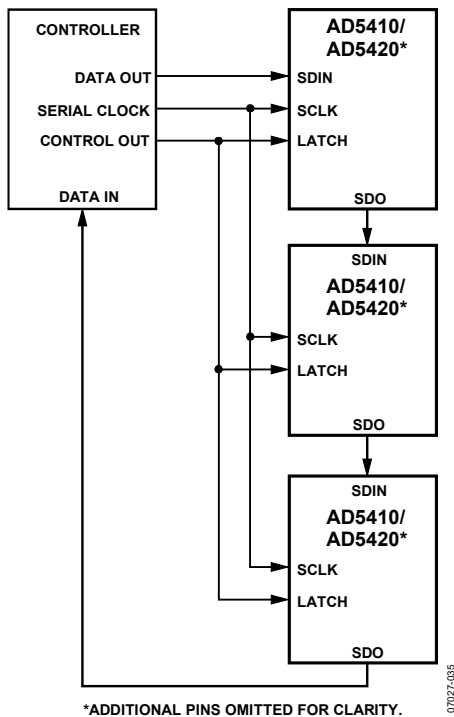 CONTROLLER
DATA OUT
SERIAL CLOCK
CONTROL OUT
DATA IN
AD5410/
AD5420*
SDIN
SCLK
LATCH
SDO
SDIN
AD5410/
AD5420*
SCLK
LATCH
SDO
SDIN
AD5410/
AD5420*
SCLK
LATCH
SDO
*ADDITIONAL PINS OMITTED FOR CLARITY.
07027-035